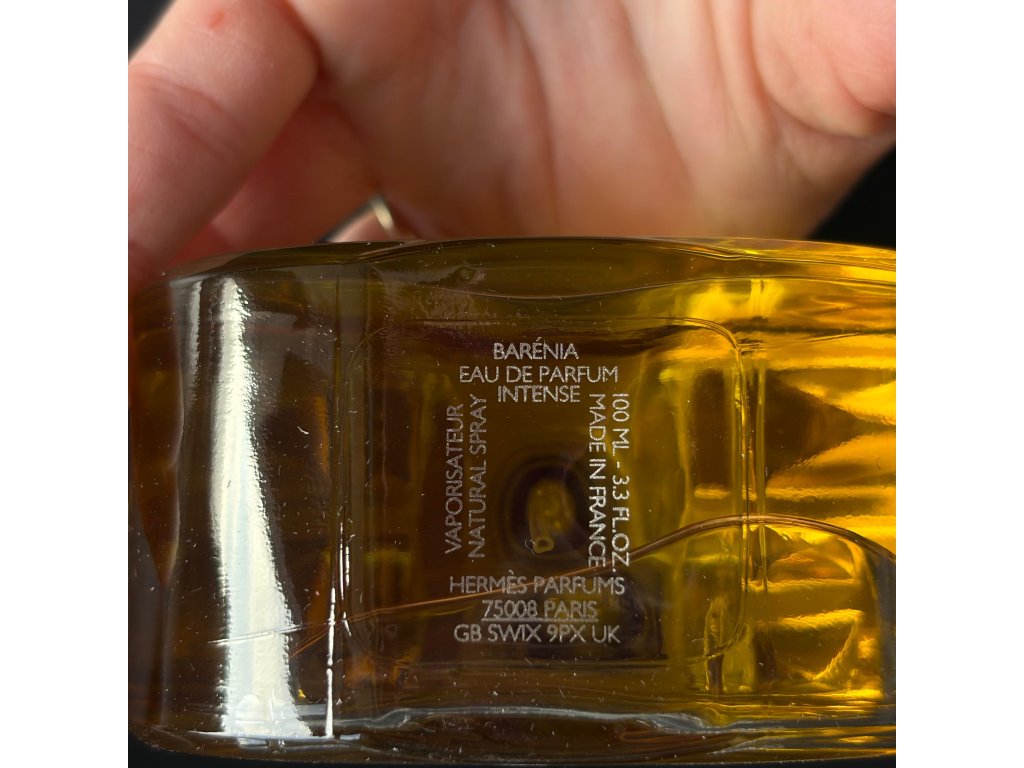 BARÉNIA
EAU DE PARFUM
INTENSE
VAPORISATEUR
NATURAL SPRAY
100 ML - 3.3 FL.OZ.
MADE IN FRANCE
HERMÈS PARFUMS
75008 PARIS
GB SW1X 9PX UK